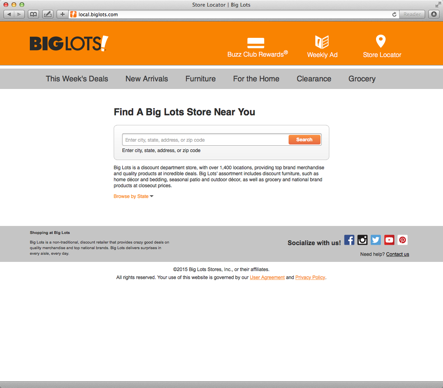 Store Locator | Big Lots
local.biglots.com
Reader
BIG LOTS!
Buzz Club Rewards®
Weekly Ad
Store Locator
This Week's Deals
New Arrivals
Furniture
For the Home
Clearance
Grocery
Find A Big Lots Store Near You
Enter city, state, address, or zip code
Search
Enter city, state, address, or zip code
Big Lots is a discount department store, with over 1,400 locations, providing top brand merchandise
and quality products at incredible deals. Big Lots' assortment includes discount furniture, such as
home décor and bedding, seasonal patio and outdoor décor, as well as grocery and national brand
products at closeout prices.
Browse by State
Shopping at Big Lots
Big Lots is a non-traditional, discount retailer that provides crazy good deals on
quality merchandise and top national brands. Big Lots delivers surprises in
every aisle, every day.
Socialize with us!
Need help? Contact us
©2015 Big Lots Stores, Inc., or their affiliates.
All rights reserved. Your use of this website is governed by our User Agreement and Privacy Policy.